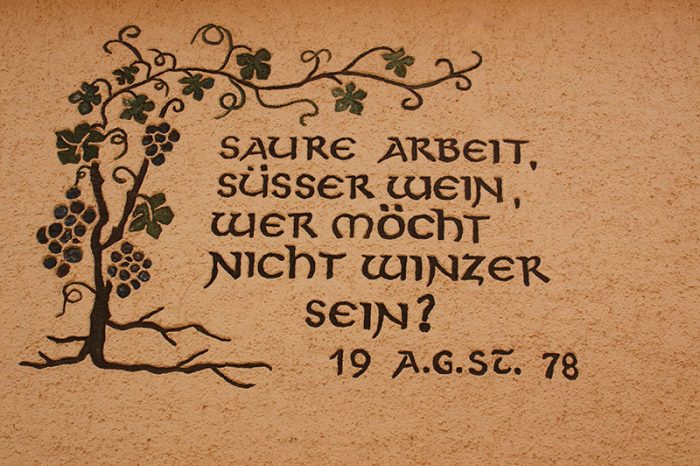 SAURE ARBEIT,
SÜSSER WEIN,
WER MÖCHT
NICHT WINZER
SEIN?
19 A.G.ST. 78